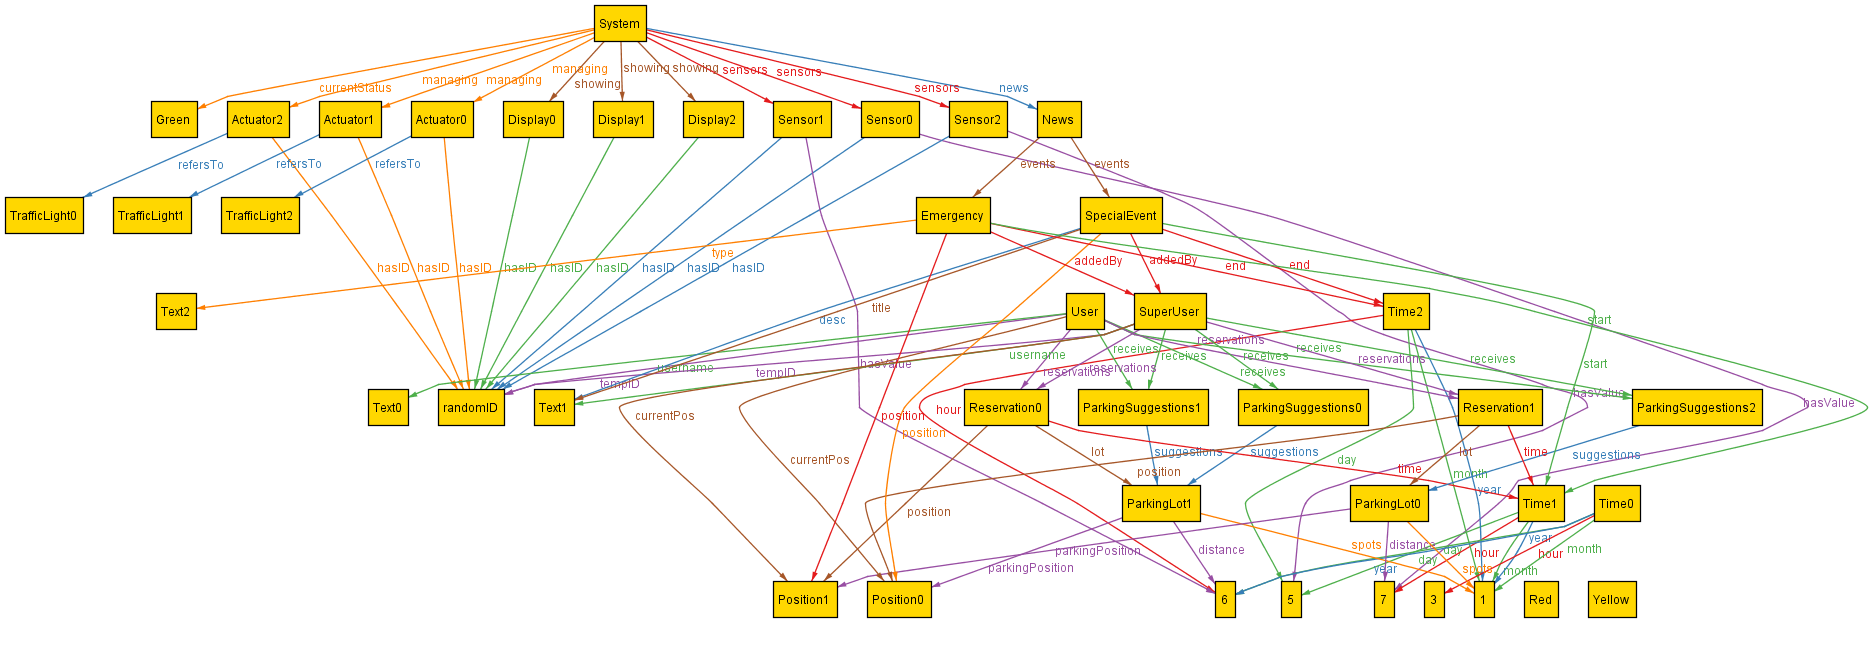 System
currentStatus
managing
managing
managing
showing
showing
showing
sensors
sensors
sensors
news
Green
Actuator2
Actuator1
Actuator0
Display0
Display1
Display2
Sensor1
Sensor0
Sensor2
News
refersTo
refersTo
refersTo
events
events
TrafficLight0
TrafficLight1
TrafficLight2
Emergency
SpecialEvent
type
hasID
hasID
hasID
hasID
hasID
hasID
hasID
hasID
hasID
addedBy
addedBy
end
end
Text2
title
desc
User
SuperUser
Time2
start
start
username
username
tempID
tempID
hasValue
receives
receives
receives
receives
receives
receives
reservations
reservations
reservations
reservations
hasValue
hasValue
Text0
randomID
Text1
Reservation0
ParkingSuggestions1
ParkingSuggestions0
Reservation1
ParkingSuggestions2
currentPos
position
position
hour
currentPos
lot
position
suggestions
suggestions
day
time
month
year
lot
time
suggestions
position
ParkingLot1
ParkingLot0
Time1
Time0
parkingPosition
parkingPosition
distance
spots
distance
year
day
day
spots
hour
year
hour
month
month
Position1
Position0
6
5
7
3
1
Red
Yellow